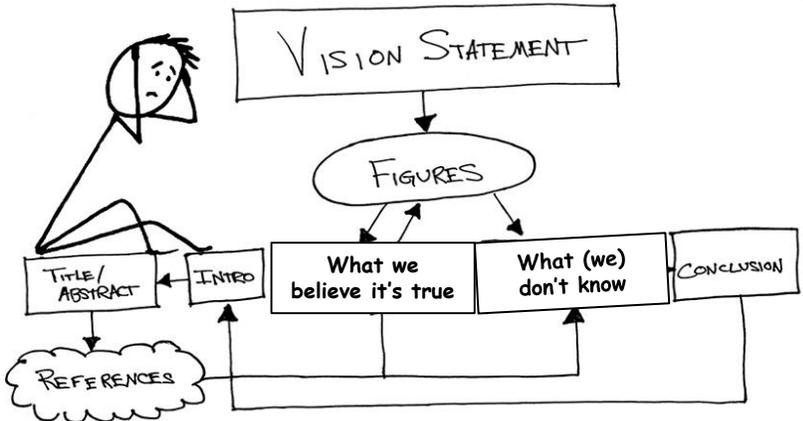 VISION STATEMENT
FIGURES
TITLE/
ABSTRACT
INTRO
What we
believe it's true
What (we)
don't know
CONCLUSION
REFERENCES